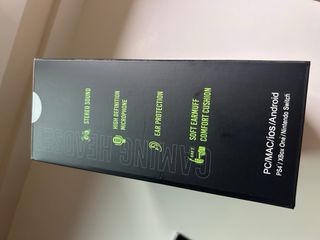 STEREO SOUND
HIGH DEFINITION
MICROPHONE
EAR PROTECTION
SOFT EARMUFF
COMFORT CUSHION
GAMING HEADSE
PC/MAC/iOS/Android
PS4 / XBox One / Nintendo Switch